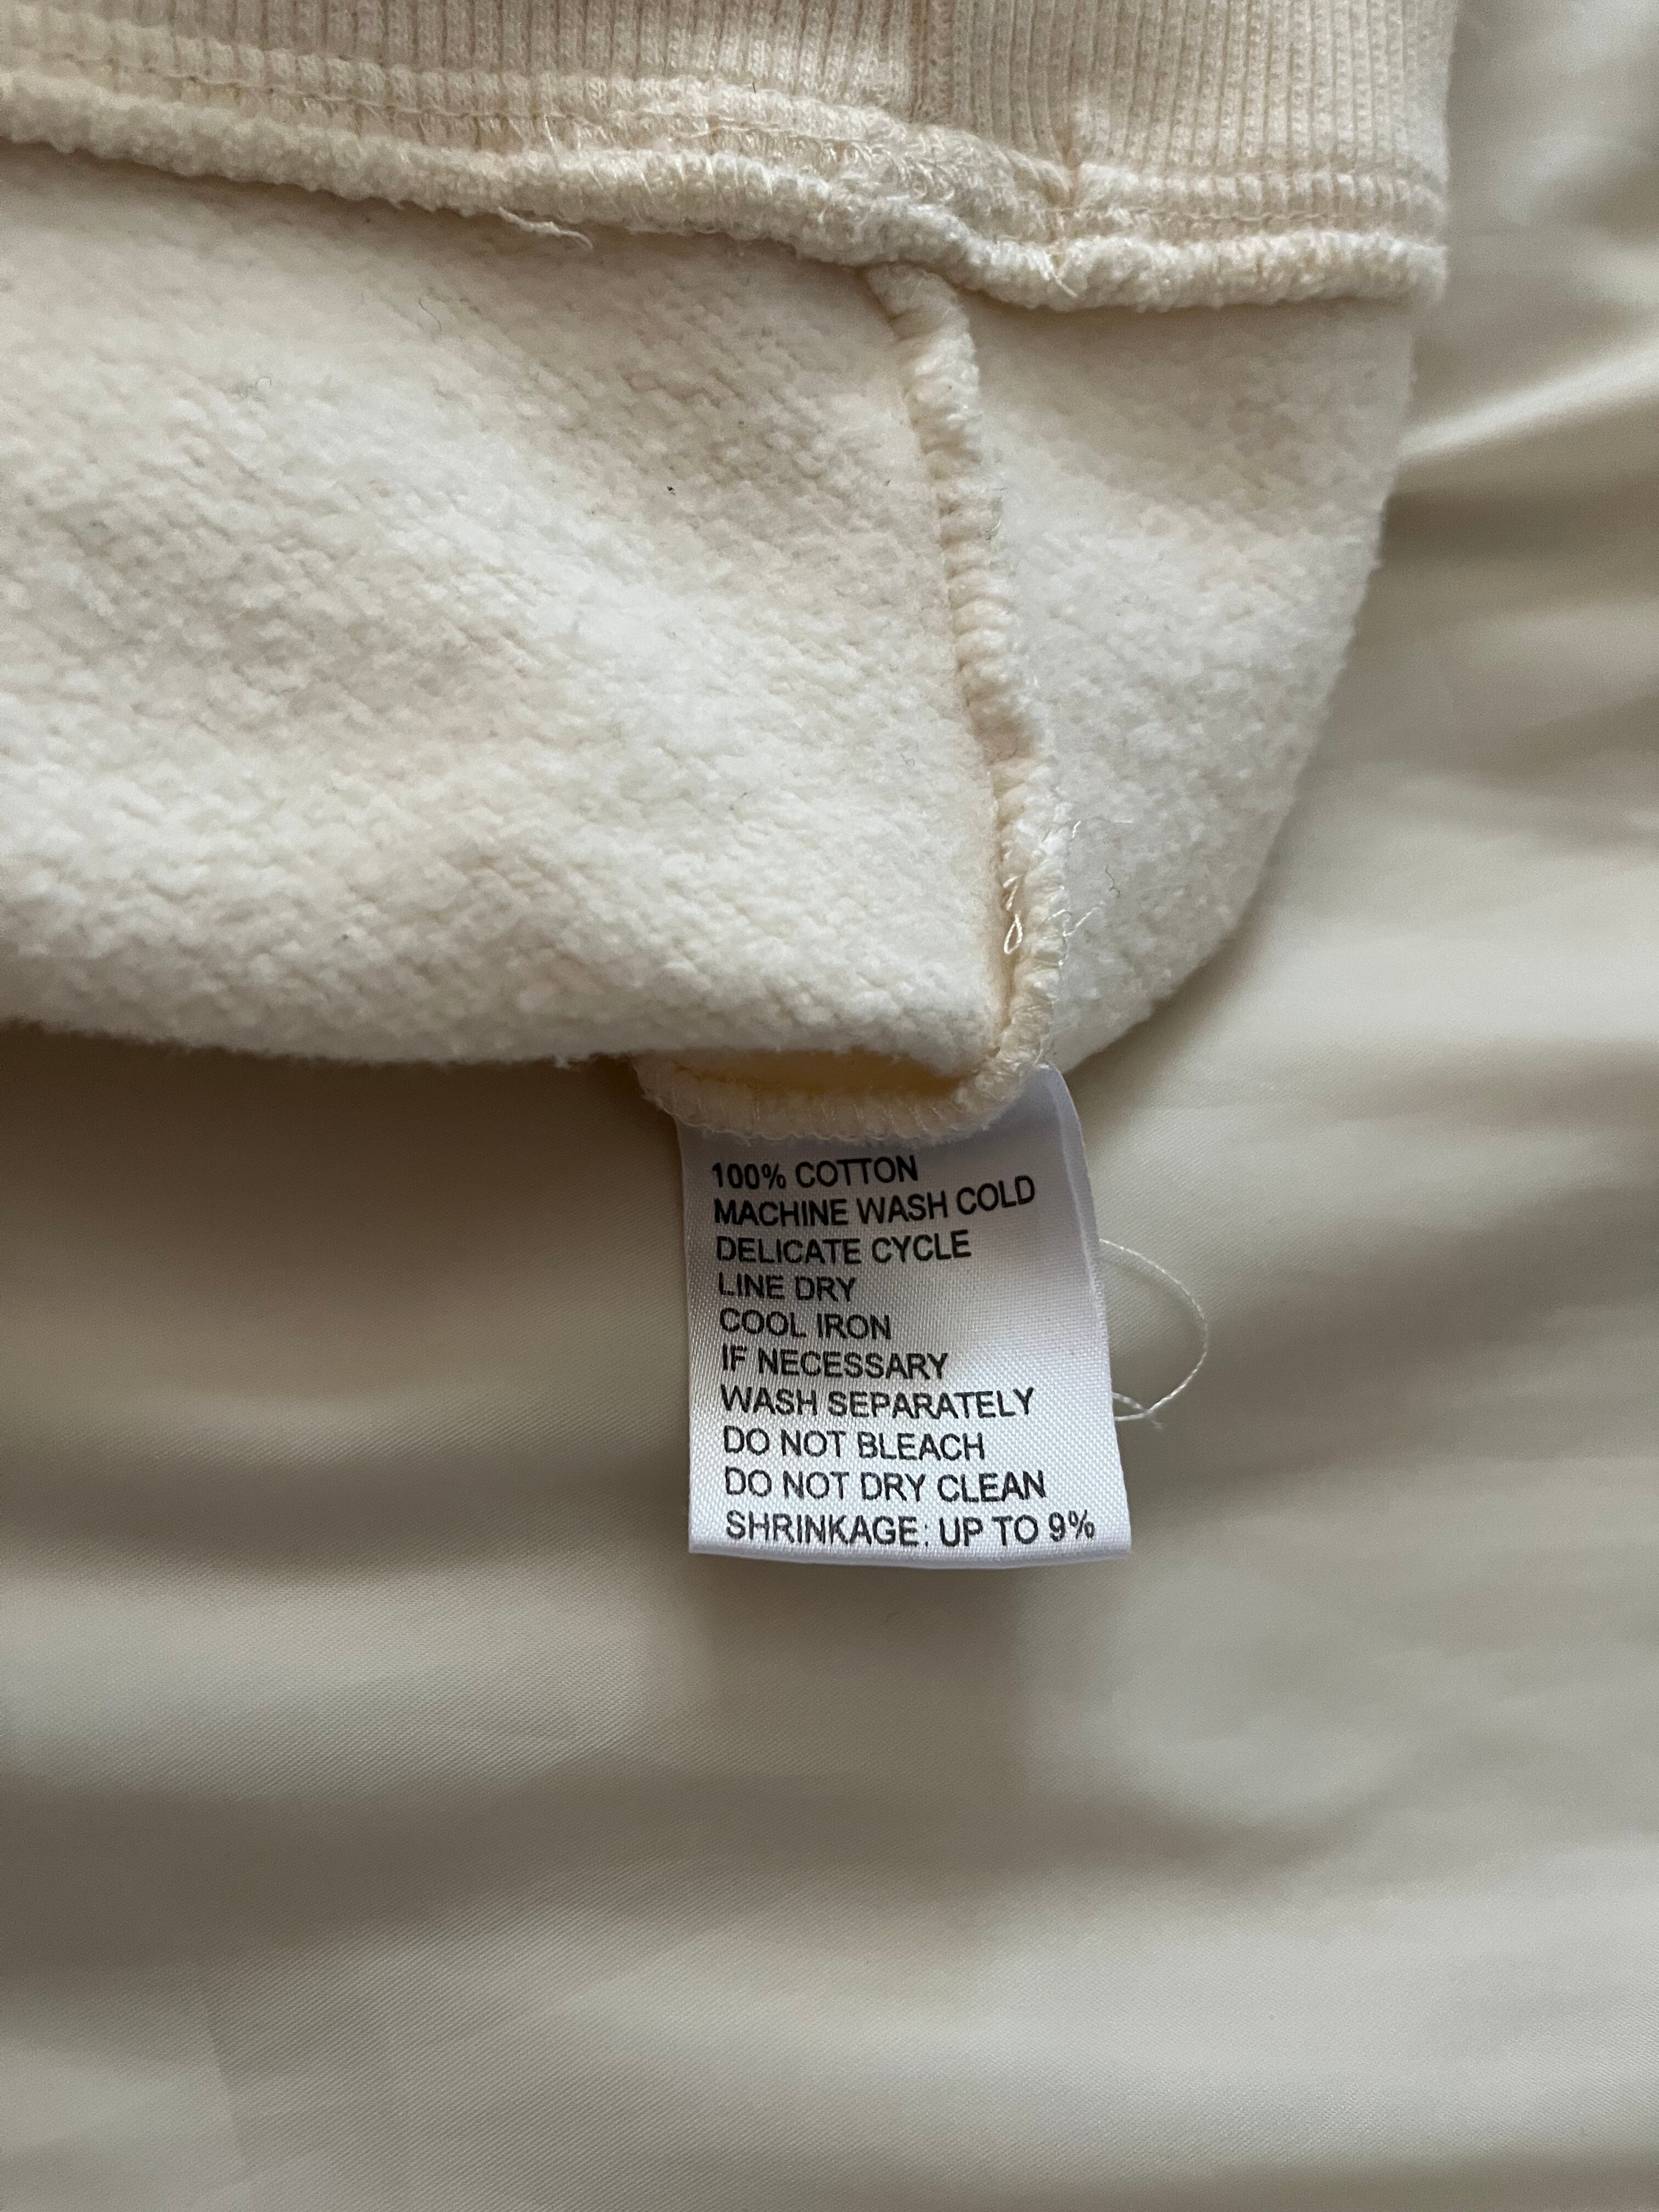 100% COTTON
MACHINE WASH COLD
DELICATE CYCLE
LINE DRY
COOL IRON
IF NECESSARY
WASH SEPARATELY
DO NOT BLEACH
DO NOT DRY CLEAN
SHRINKAGE: UP TO 9%